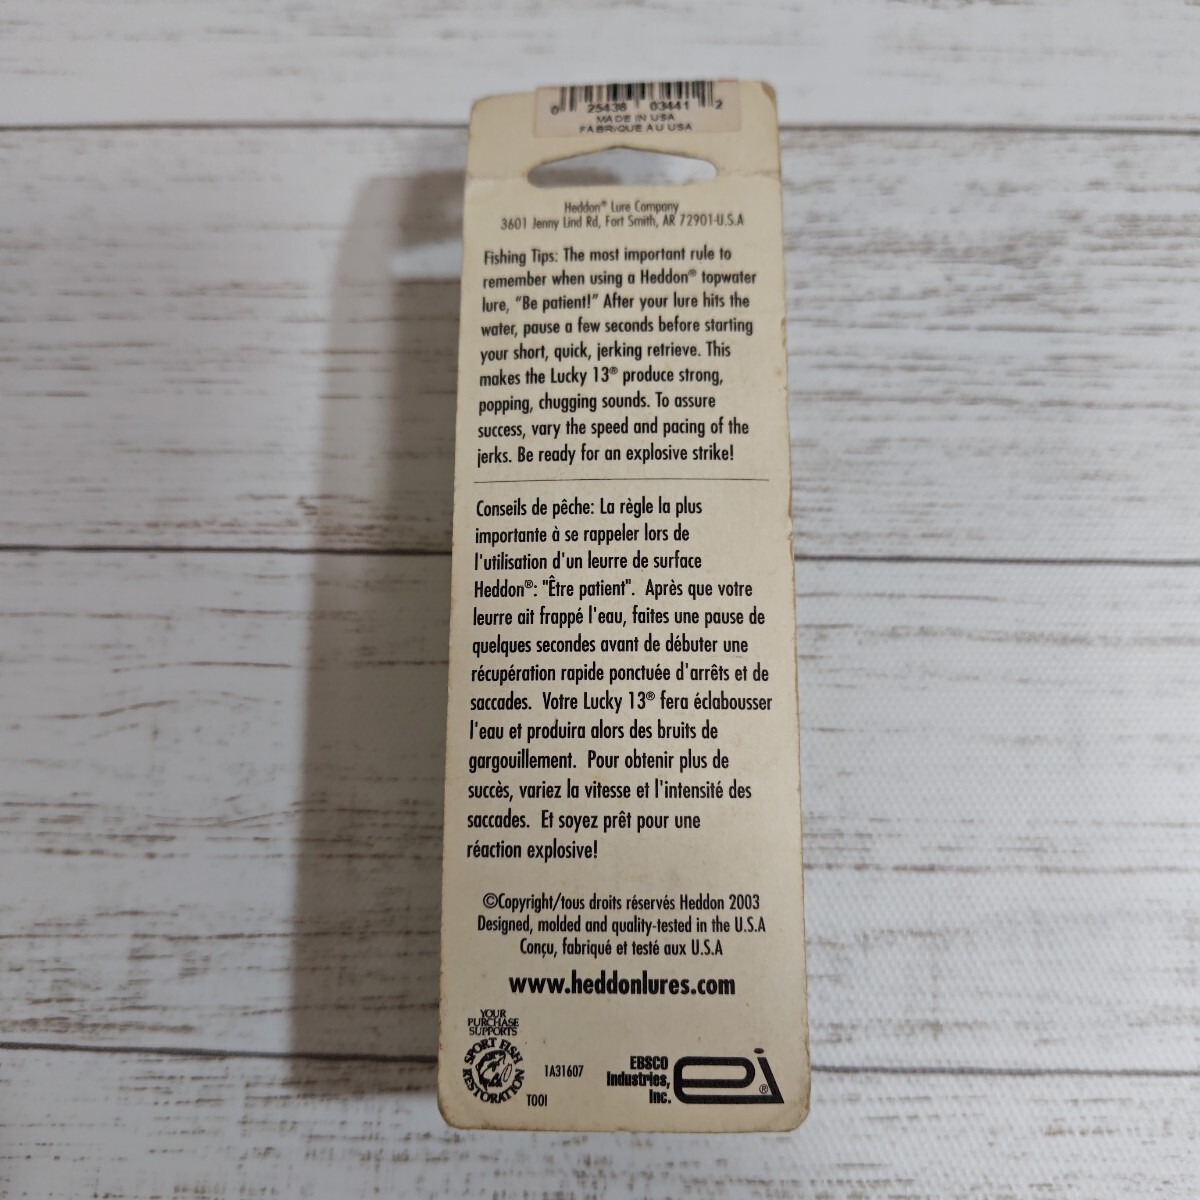 0 25438 03441 2
MADE IN USA
FABRIQUE AU USA
Heddon® Lure Company
3601 Jenny Lind Rd, Fort Smith, AR 72901-U.S.A
Fishing Tips: The most important rule to
remember when using a Heddon® topwater
lure, "Be patient!" After your lure hits the
water, pause a few seconds before starting
your short, quick, jerking retrieve. This
makes the Lucky 13® produce strong,
popping, chugging sounds. To assure
success, vary the speed and pacing of the
jerks. Be ready for an explosive strike!
Conseils de pêche: La règle la plus
importante à se rappeler lors de
l'utilisation d'un leurre de surface
Heddon®: "Être patient". Après que votre
leurre ait frappé l'eau, faites une pause de
quelques secondes avant de débuter une
récupération rapide ponctuée d'arrêts et de
saccades. Votre Lucky 13® fera éclabousser
l'eau et produira alors des bruits de
gargouillement. Pour obtenir plus de
succès, variez la vitesse et l'intensité des
saccades. Et soyez prêt pour une
réaction explosive!
©Copyright/tous droits réservés Heddon 2003
Designed, molded and quality-tested in the U.S.A
Conçu, fabriqué et testé aux U.S.A
www.heddonlures.com
YOUR
PURCHASE
SUPPORTS
SPORT FISH
RESTORATION
TOOI
1A31607
EBSCO
Industries,
Inc.
ei®